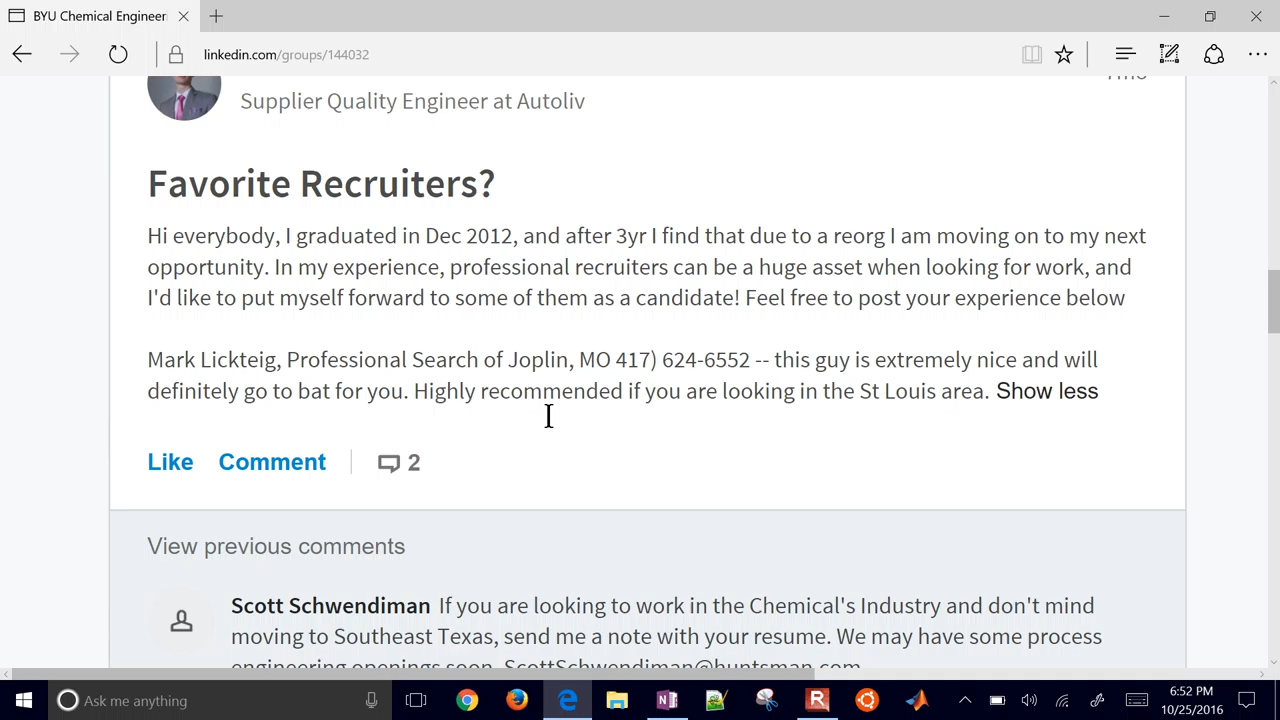 BYU Chemical Engineer
linkedin.com/groups/144032
Supplier Quality Engineer at Autoliv
Favorite Recruiters?
Hi everybody, I graduated in Dec 2012, and after 3yr I find that due to a reorg I am moving on to my next
opportunity. In my experience, professional recruiters can be a huge asset when looking for work, and
I'd like to put myself forward to some of them as a candidate! Feel free to post your experience below
Mark Lickteig, Professional Search of Joplin, MO 417) 624-6552 -- this guy is extremely nice and will
definitely go to bat for you. Highly recommended if you are looking in the St Louis area. Show less
Like Comment 2
View previous comments
Scott Schwendiman If you are looking to work in the Chemical's Industry and don't mind
moving to Southeast Texas, send me a note with your resume. We may have some process
engineering openings soon. ScottSchwendiman@huntsman.com
Ask me anything
6:52 PM
10/25/2016